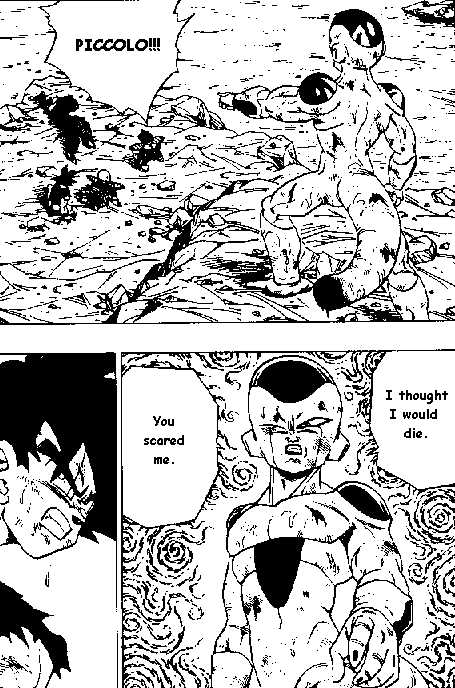 PICCOLO!!!
I thought
I would
die.
You
scared
me.